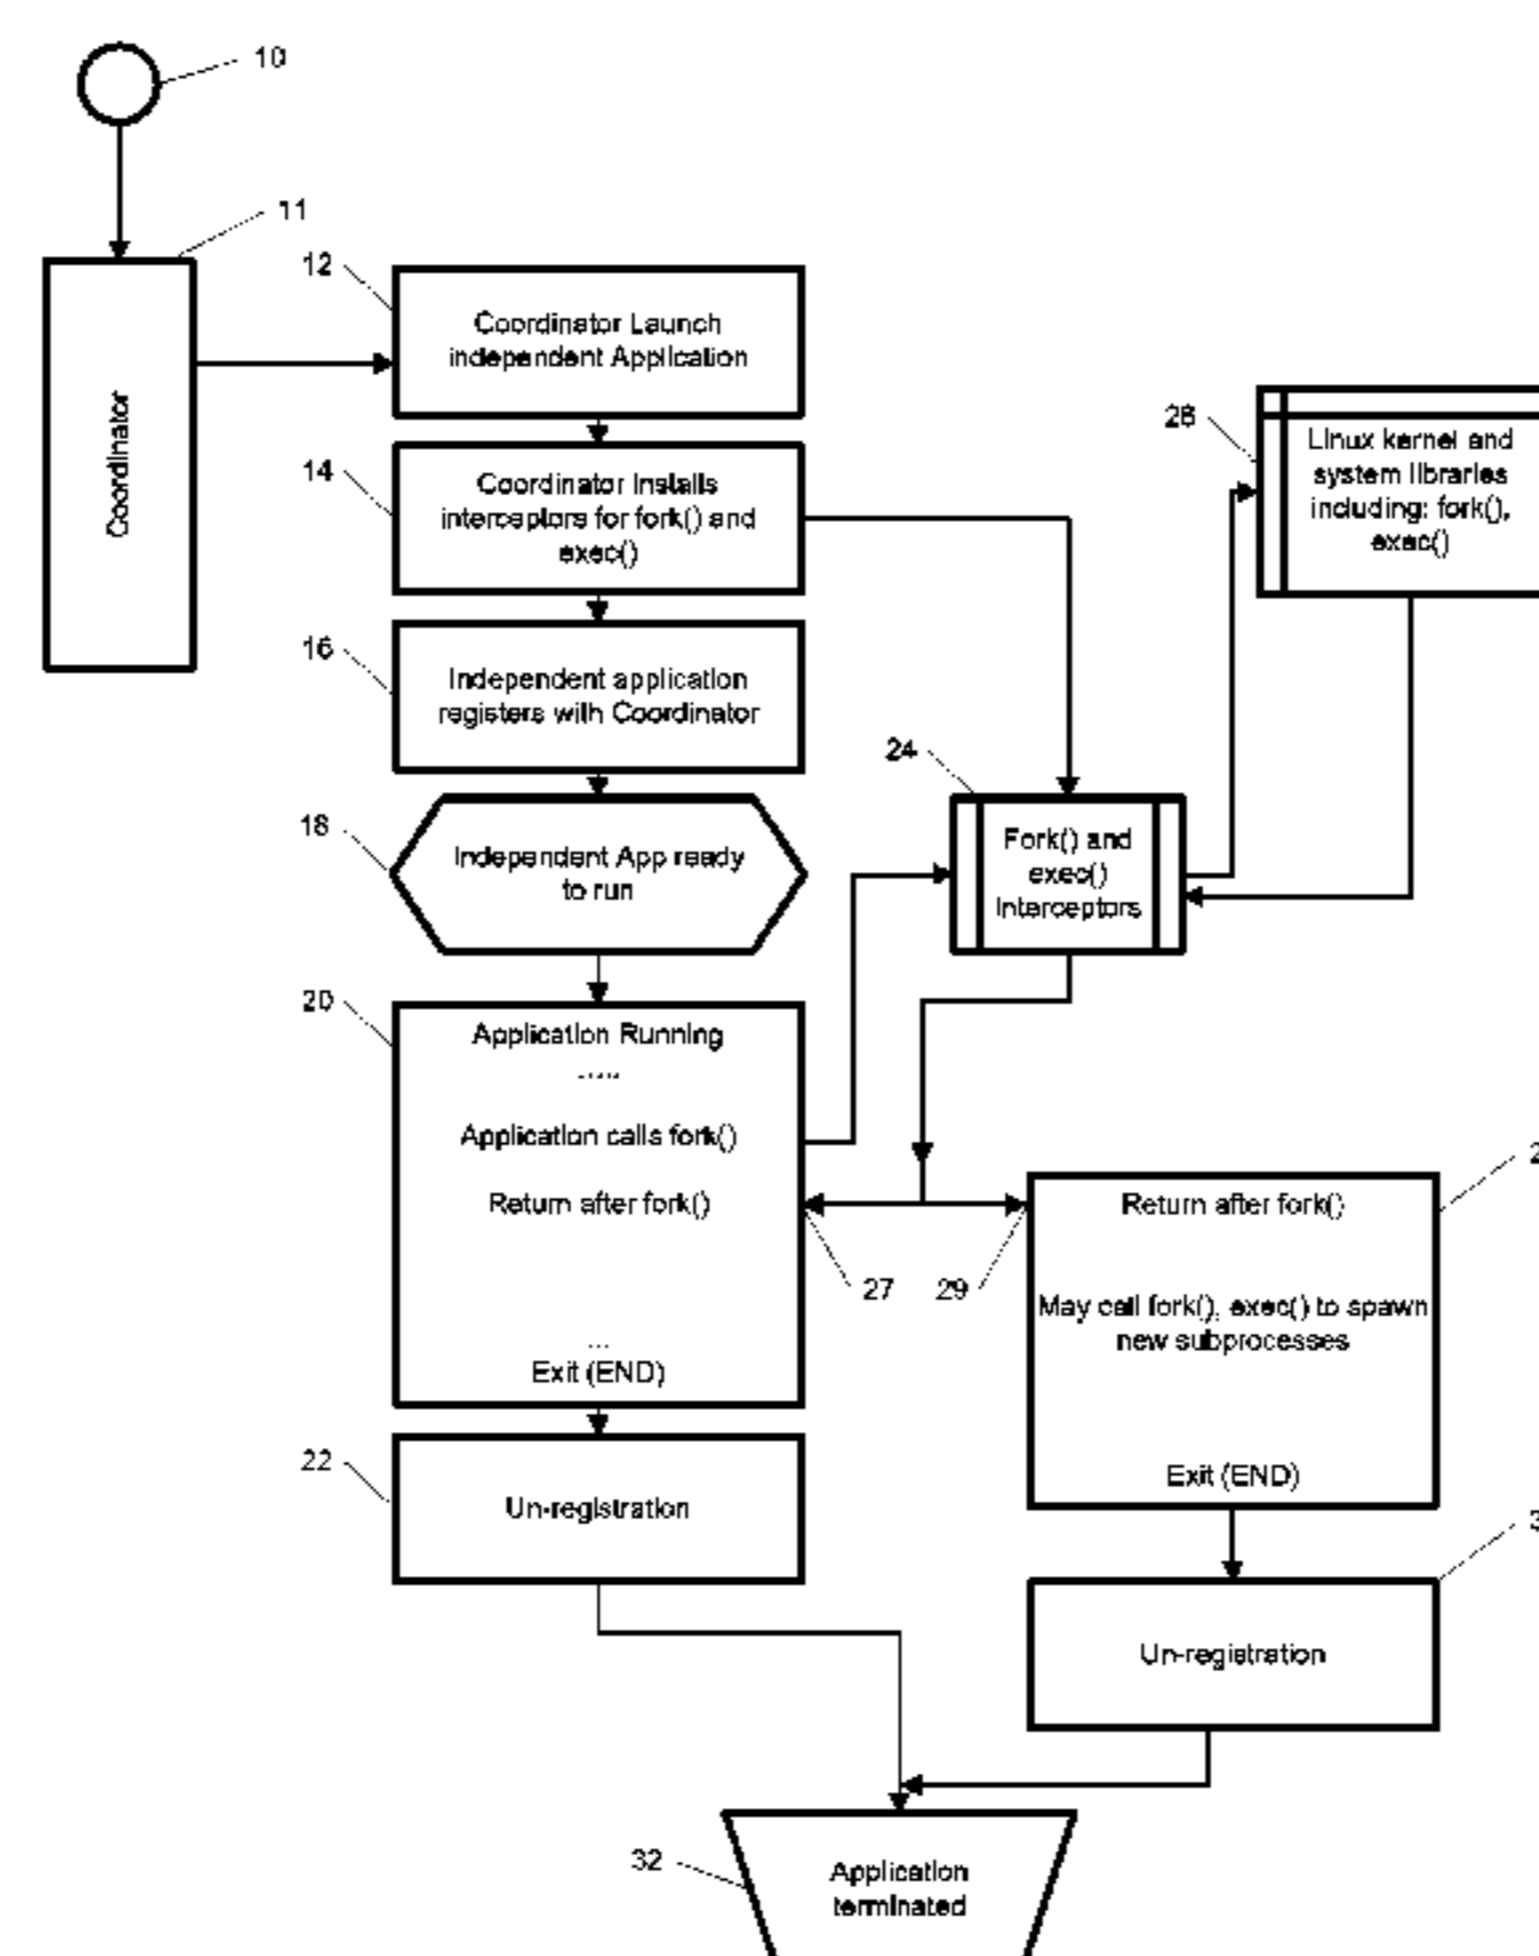 10
11
12
Coordinator
Coordinator Launch
independent Application
14
Coordinator Installs
interceptors for fork() and
exec()
16
Independent application
registers with Coordinator
18
Independent App ready
to run
20
Application Running
.....
Application calls fork()
Return after fork()
...
Exit (END)
22
Un-registration
24
Fork() and
exec()
Interceptors
Linux kernel and
system libraries
including: fork(),
exec()
27
29
Return after fork()
May call fork(), exec() to spawn
new subprocesses
Exit (END)
Un-registration
32
Application
terminated